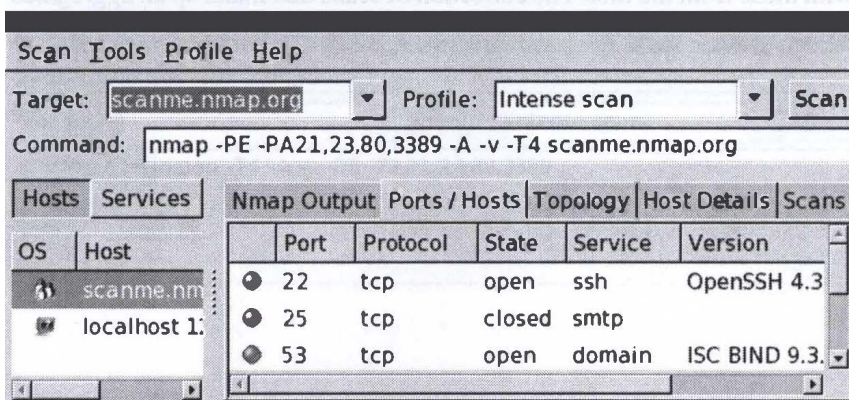 Scan Tools Profile Help
Target: scanme.nmap.org Profile: Intense scan Scan
Command: nmap -PE -PA21,23,80,3389 -A -v -T4 scanme.nmap.org
Hosts Services Nmap Output Ports / Hosts Topology Host Details Scans
OS Host Port Protocol State Service Version
scanme.nm 22 tcp open ssh OpenSSH 4.3
localhost 25 tcp closed smtp
53 tcp open domain ISC BIND 9.3.